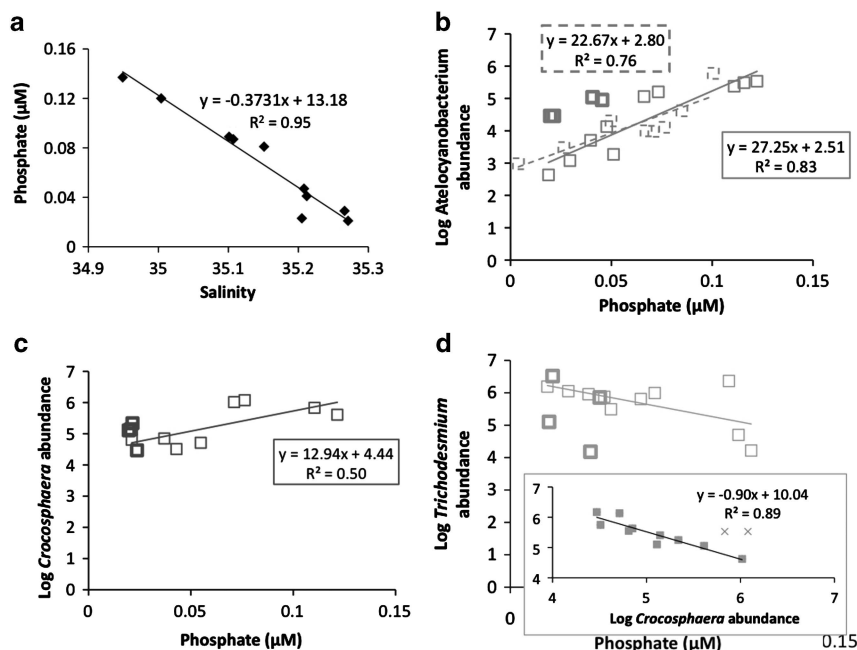 a
0.16
0.12
0.08
0.04
0
Phosphate (µM)
y = -0.3731x + 13.18
R² = 0.95
34.9 35 35.1 35.2 35.3
Salinity
b
7
6
5
4
3
2
1
0
Log Atelocyanobacterium
abundance
y = 22.67x + 2.80
R² = 0.76
y = 27.25x + 2.51
R² = 0.83
0 0.05 0.1 0.15
Phosphate (µM)
c
7
6
5
4
3
2
1
0
Log Crocosphaera abundance
y = 12.94x + 4.44
R² = 0.50
0 0.05 0.1 0.15
Phosphate (µM)
d
7
6
5
4
3
2
1
0
Log Trichodesmium
abundance
7
6
5
4
y = -0.90x + 10.04
R² = 0.89
4 5 6 7
Log Crocosphaera abundance
0
0.15
Phosphate (µM)